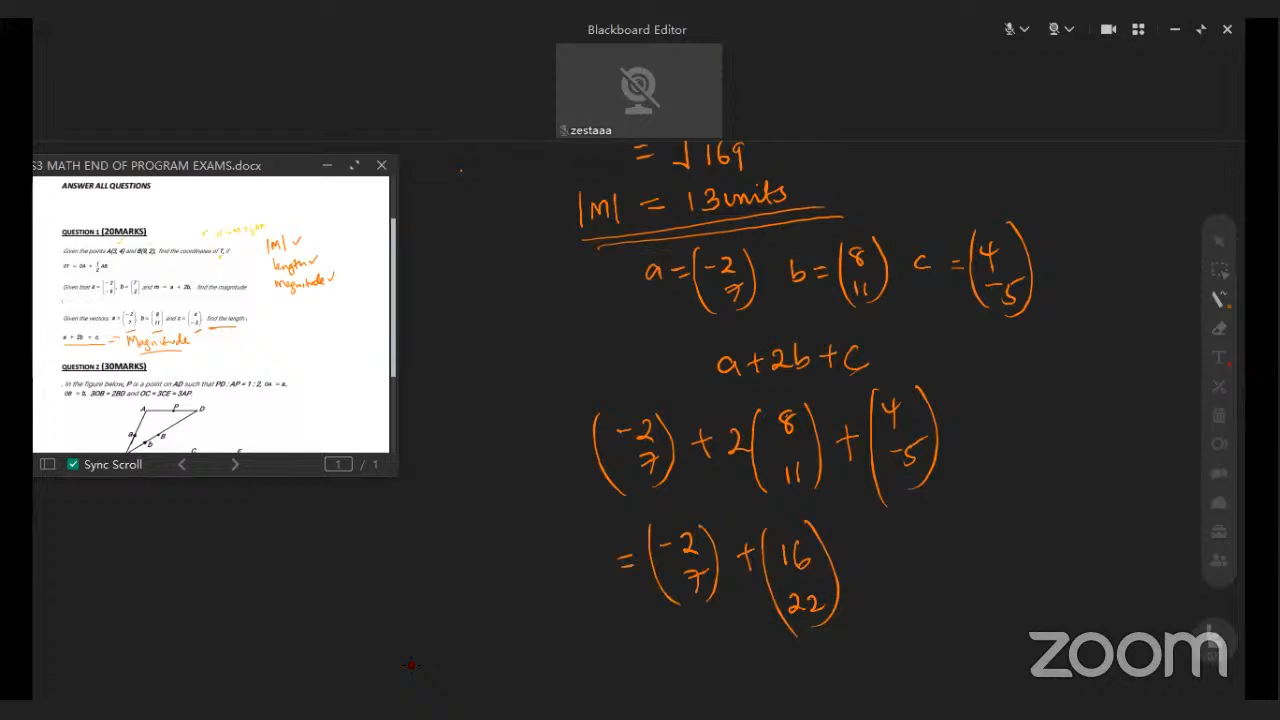 Blackboard Editor
zestaaa
S3 MATH END OF PROGRAM EXAMS.docx
ANSWER ALL QUESTIONS
QUESTION 1 (20MARKS)
Given the points A(3, 4) and B(9, 2), find the coordinates of T, if
OT = OA + 1/2 AB.
|M| ✓
length ✓
magnitude ✓
Given that a = (-2 -9), b = (7 2) and m = a + 2b, find the magnitude
Given the vectors: a = (-2 7), b = (8 11) and c = (4 -5), find the length
a + 2b + c. = Magnitude
QUESTION 2 (30MARKS)
. In the figure below, P is a point on AD such that PD : AP = 1 : 2, OA = a,
OB = b, 3OB = 2BD and OC = 3CE = 3AP.
A P D
a B
b
C E
Sync Scroll 1 / 1
= √169
|M| = 13units
a = (-2 7) b = (8 11) c = (4 -5)
a + 2b + c
(-2 7) + 2(8 11) + (4 -5)
= (-2 7) + (16 22)
zoom